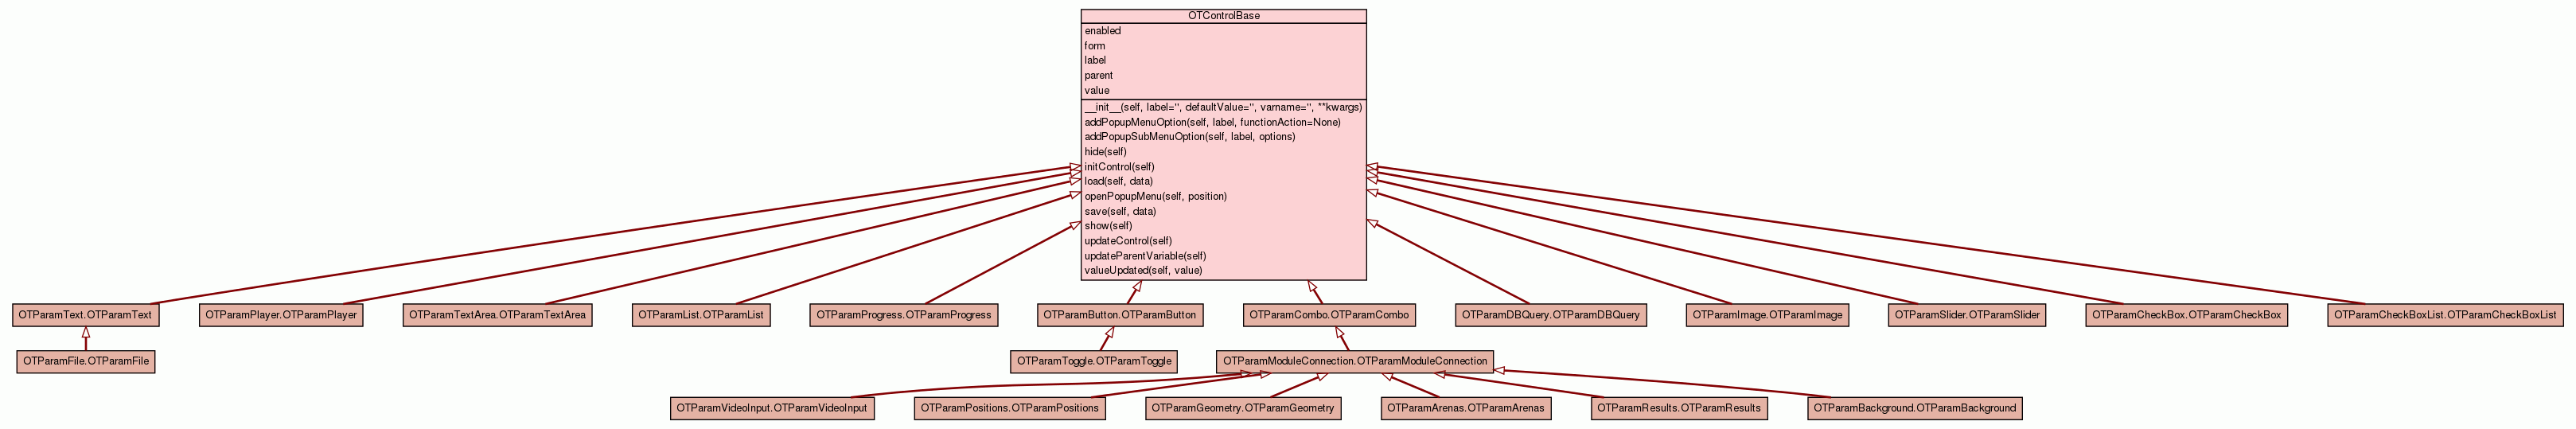 OTControlBase
enabled
form
label
parent
value
__init__(self, label='', defaultValue='', varname='', **kwargs)
addPopupMenuOption(self, label, functionAction=None)
addPopupSubMenuOption(self, label, options)
hide(self)
initControl(self)
load(self, data)
openPopupMenu(self, position)
save(self, data)
show(self)
updateControl(self)
updateParentVariable(self)
valueUpdated(self, value)
OTParamText.OTParamText
OTParamPlayer.OTParamPlayer
OTParamTextArea.OTParamTextArea
OTParamList.OTParamList
OTParamProgress.OTParamProgress
OTParamButton.OTParamButton
OTParamCombo.OTParamCombo
OTParamDBQuery.OTParamDBQuery
OTParamImage.OTParamImage
OTParamSlider.OTParamSlider
OTParamCheckBox.OTParamCheckBox
OTParamCheckBoxList.OTParamCheckBoxList
OTParamFile.OTParamFile
OTParamToggle.OTParamToggle
OTParamModuleConnection.OTParamModuleConnection
OTParamVideoInput.OTParamVideoInput
OTParamPositions.OTParamPositions
OTParamGeometry.OTParamGeometry
OTParamArenas.OTParamArenas
OTParamResults.OTParamResults
OTParamBackground.OTParamBackground